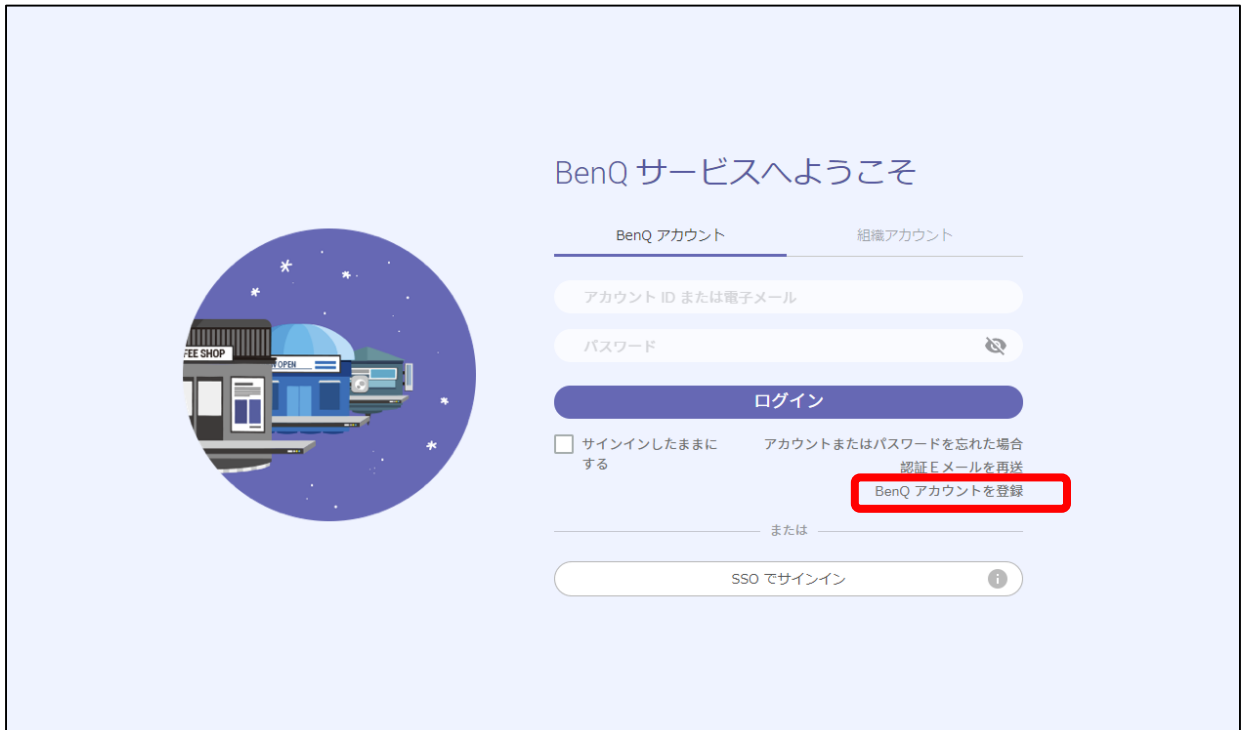 BenQ サービスへようこそ
BenQ アカウント
組織アカウント
アカウント ID または電子メール
パスワード
ログイン
サインインしたままに
する
アカウントまたはパスワードを忘れた場合
認証Eメールを再送
BenQ アカウントを登録
または
SSO でサインイン
FEE SHOP
OPEN